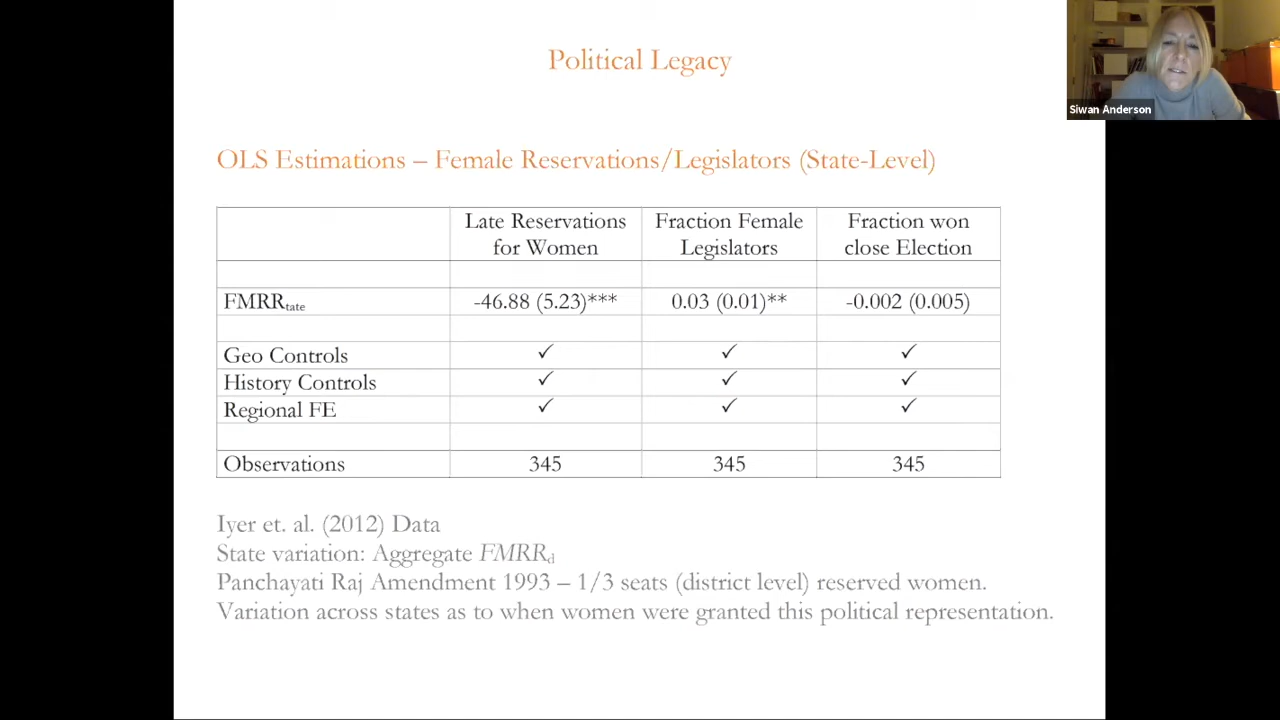 Political Legacy
Siwan Anderson
OLS Estimations – Female Reservations/Legislators (State-Level)
Late Reservations for Women Fraction Female Legislators Fraction won close Election
FMRRtate -46.88 (5.23)*** 0.03 (0.01)** -0.002 (0.005)
Geo Controls ✓ ✓ ✓
History Controls ✓ ✓ ✓
Regional FE ✓ ✓ ✓
Observations 345 345 345
Iyer et. al. (2012) Data
State variation: Aggregate FMRRd
Panchayati Raj Amendment 1993 – 1/3 seats (district level) reserved women.
Variation across states as to when women were granted this political representation.